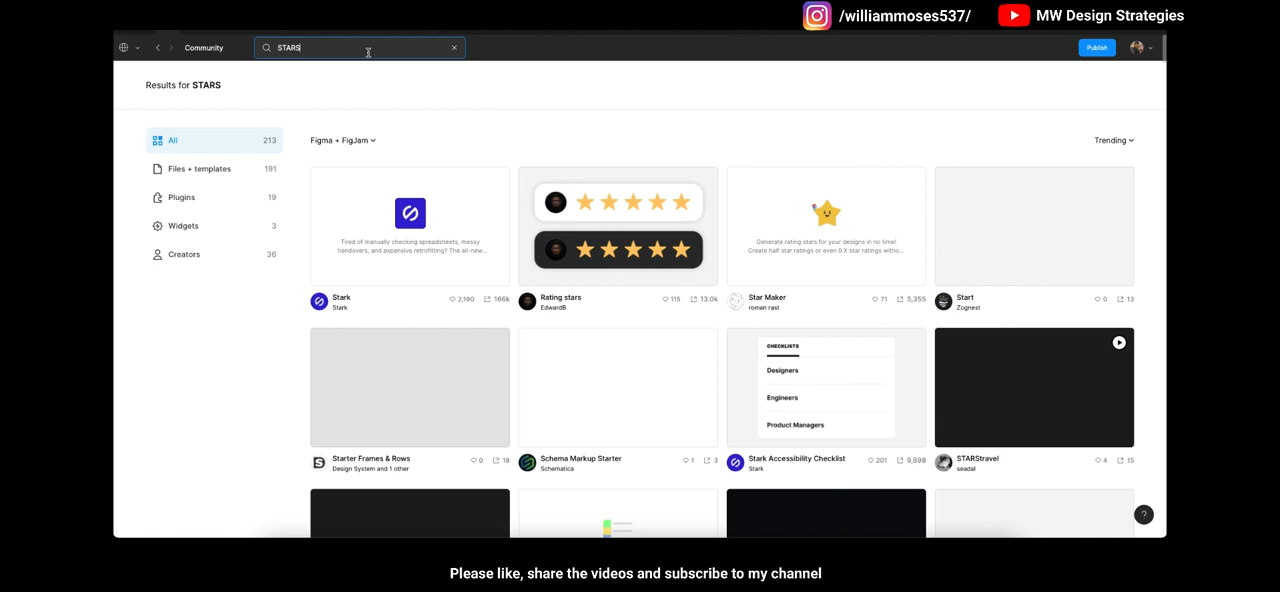 /williammoses537/
MW Design Strategies
Community
STARS
Publish
Results for STARS
All 213
Files + templates 191
Plugins 19
Widgets 3
Creators 36
Figma + FigJam
Trending
Tired of manually checking spreadsheets, messy
handovers, and expensive retrofitting? The all-new...
Generate rating stars for your designs in no time!
Create half star ratings or even 0.X star ratings witho...
Stark 2,190 166k
Stark
Rating stars 115 13.0k
EdwardB
Star Maker 71 5,355
roman rast
Start 0 13
Zognest
CHECKLISTS
Designers
Engineers
Product Managers
Starter Frames & Rows 0 18
Design System and 1 other
Schema Markup Starter 1 3
Schematica
Stark Accessibility Checklist 201 9,698
Stark
STARStravel 4 15
seadal
?
Please like, share the videos and subscribe to my channel